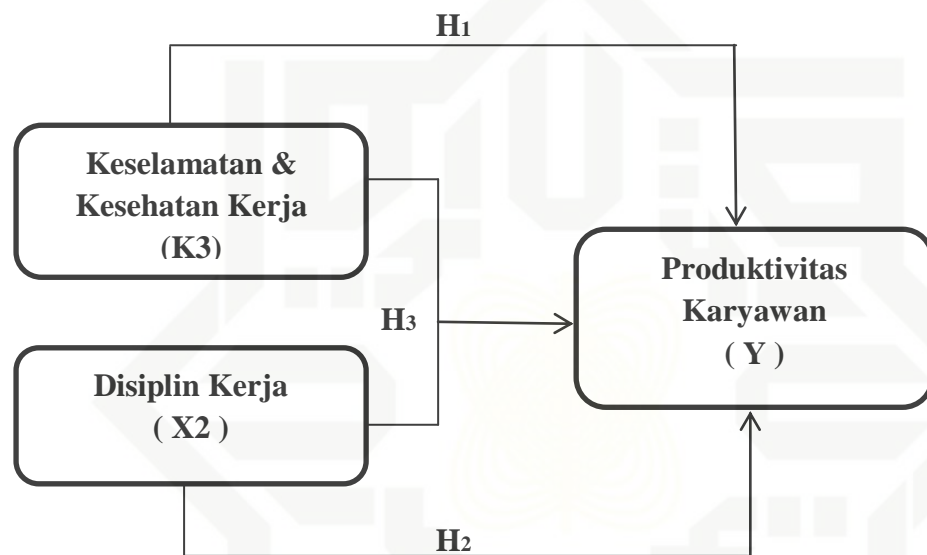 H1
Keselamatan &
Kesehatan Kerja
(K3)
Produktivitas
Karyawan
( Y )
H3
Disiplin Kerja
( X2 )
H2